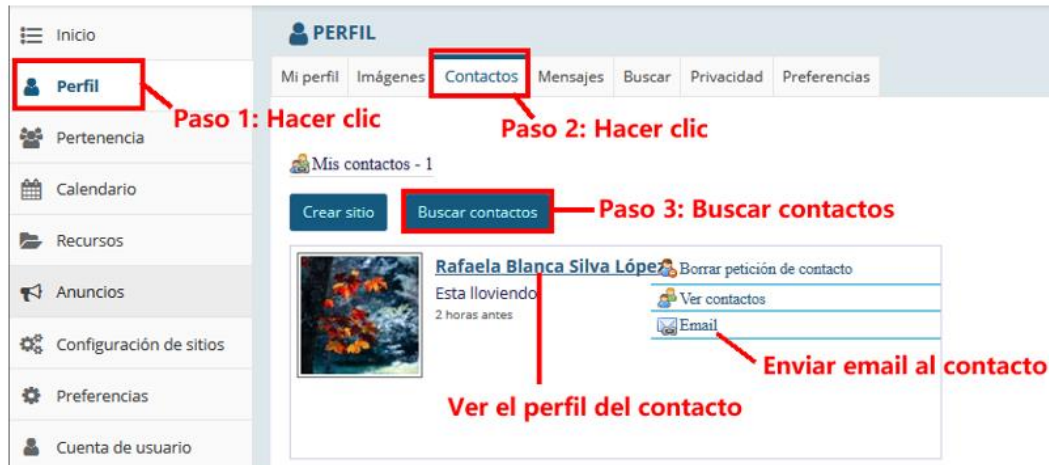 Inicio
Perfil
Pertenencia
Calendario
Recursos
Anuncios
Configuración de sitios
Preferencias
Cuenta de usuario
PERFIL
Mi perfil Imágenes Contactos Mensajes Buscar Privacidad Preferencias
Paso 1: Hacer clic
Paso 2: Hacer clic
Mis contactos - 1
Crear sitio Buscar contactos
Paso 3: Buscar contactos
Rafaela Blanca Silva López
Esta lloviendo
2 horas antes
Borrar petición de contacto
Ver contactos
Email
Enviar email al contacto
Ver el perfil del contacto